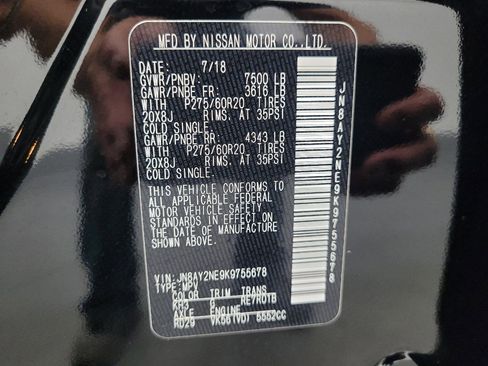 MFD BY NISSAN MOTOR CO.,LTD.
DATE: 7/18
GVWR/PNBV: 7600 LB
GAWR/PNBE FR: 3616 LB
WITH P275/60R20 TIRES
20X8J RIMS. AT 35PSI
COLD SINGLE.
GAWR/PNBE RR: 4343 LB
WITH P275/60R20 TIRES
20X8J RIMS. AT 35PSI
COLD SINGLE.
THIS VEHICLE CONFORMS TO
ALL APPLICABLE FEDERAL
MOTOR VEHICLE SAFETY
STANDARDS IN EFFECT ON
THE DATE OF MANUFACTURE
SHOWN ABOVE.
VIN: JN8AY2NE9K9755678
TYPE: MPV
COLOR TRIM TRANS
KH3 G RE7R01B
AXLE ENGINE
RD29 VK56(VD) 5552CC
JN8AY2NE9K9755678